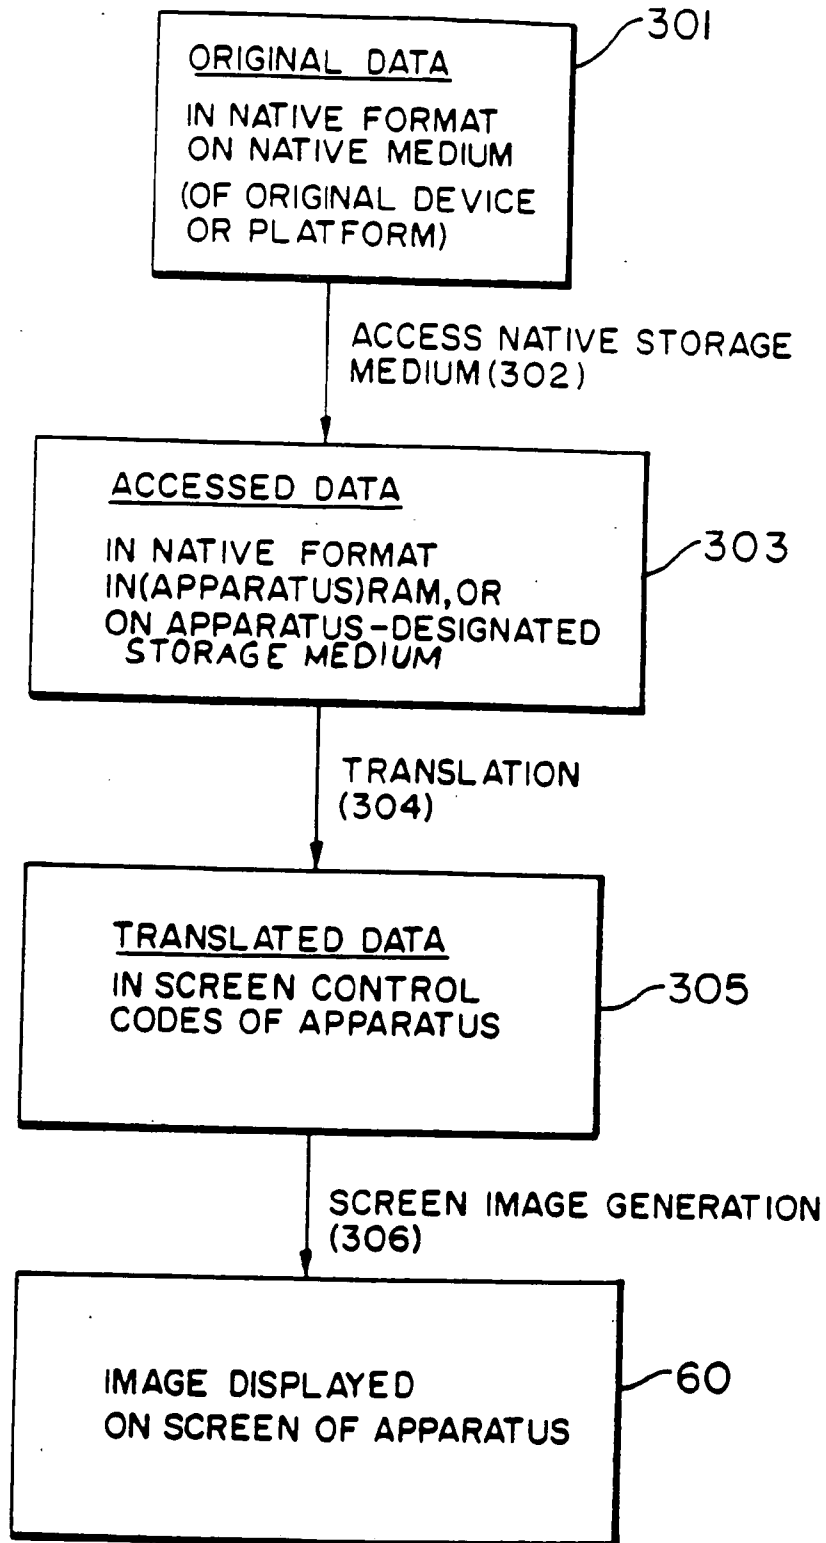 301
ORIGINAL DATA
IN NATIVE FORMAT
ON NATIVE MEDIUM
(OF ORIGINAL DEVICE
OR PLATFORM)
ACCESS NATIVE STORAGE
MEDIUM (302)
ACCESSED DATA
303
IN NATIVE FORMAT
IN(APPARATUS)RAM, OR
ON APPARATUS-DESIGNATED
STORAGE MEDIUM
TRANSLATION
(304)
TRANSLATED DATA
305
IN SCREEN CONTROL
CODES OF APPARATUS
SCREEN IMAGE GENERATION
(306)
60
IMAGE DISPLAYED
ON SCREEN OF APPARATUS